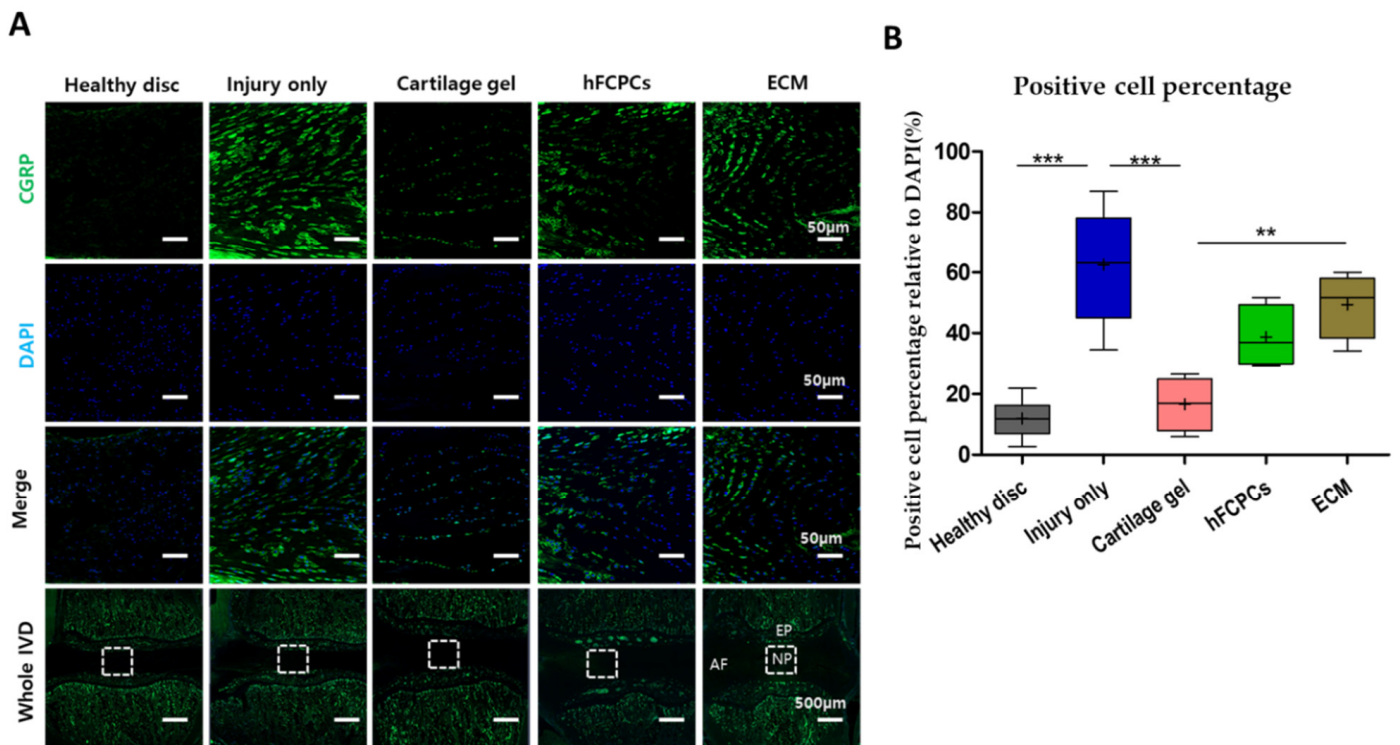 A
Healthy disc Injury only Cartilage gel hFCPCs ECM
CGRP
50μm
DAPI
50μm
Merge
50μm
Whole IVD
EP
AF NP
500μm
B
Positive cell percentage
Positive cell percentage relative to DAPI(%)
100
80
60
40
20
0
*** ***
**
Healthy disc
Injury only
Cartilage gel
hFCPCs
ECM